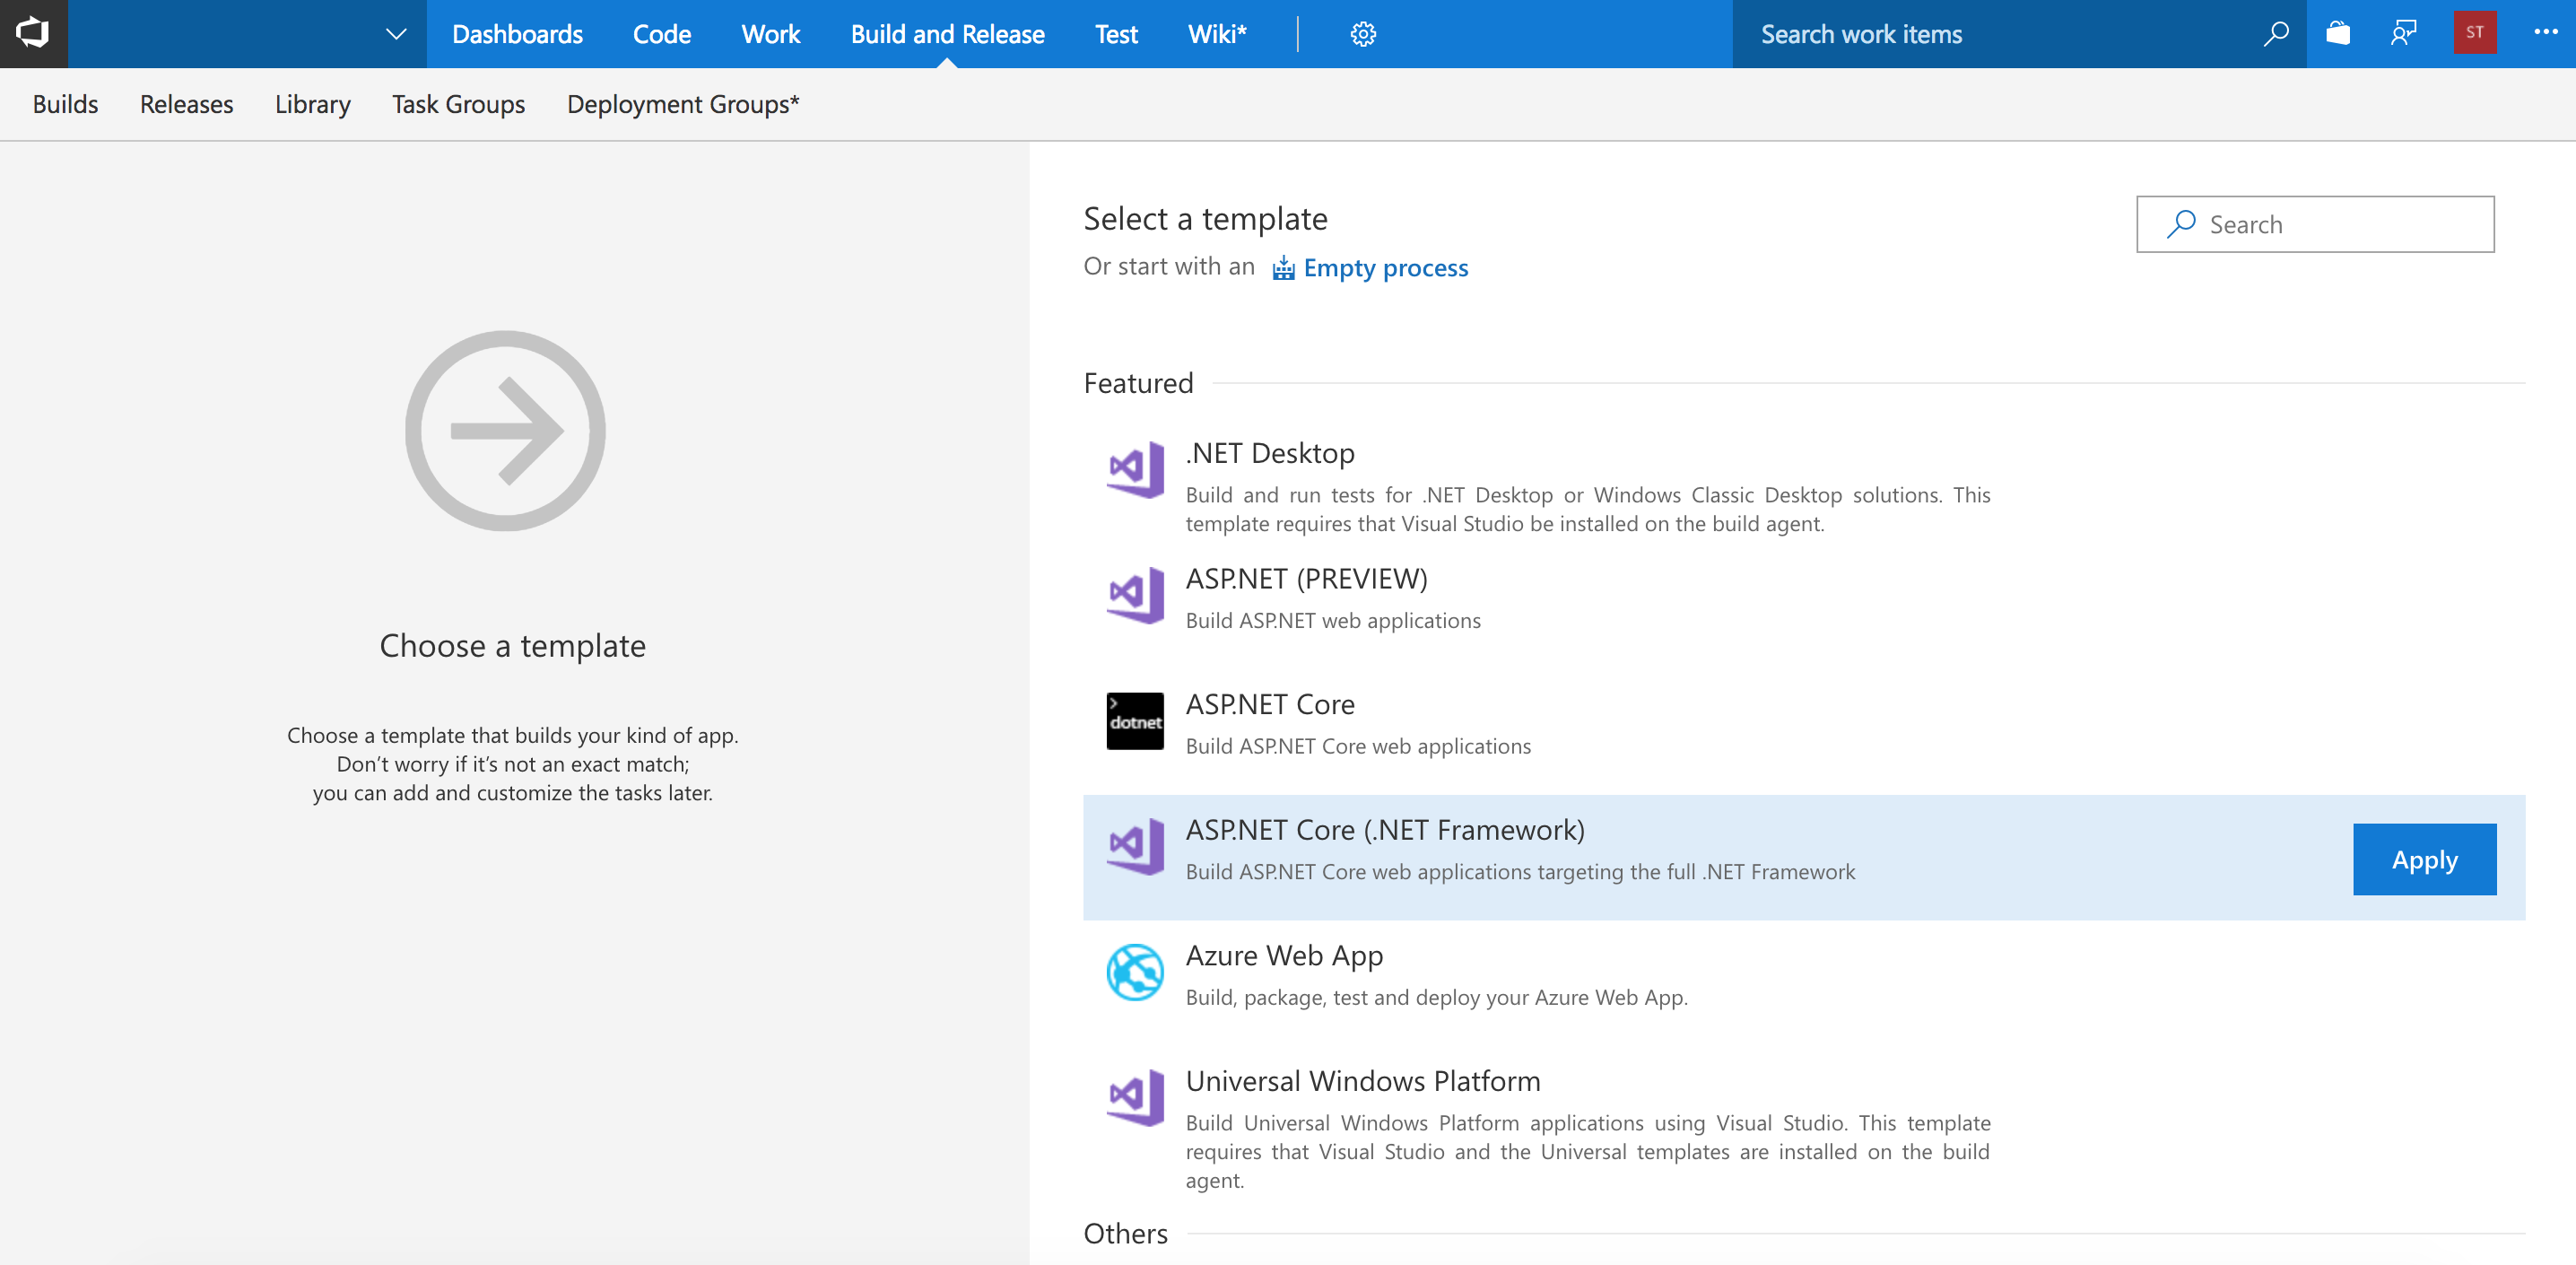 Dashboards Code Work Build and Release Test Wiki* Search work items ST
Builds Releases Library Task Groups Deployment Groups*
Choose a template
Choose a template that builds your kind of app.
Don't worry if it's not an exact match;
you can add and customize the tasks later.
Select a template
Search
Or start with an Empty process
Featured
.NET Desktop
Build and run tests for .NET Desktop or Windows Classic Desktop solutions. This
template requires that Visual Studio be installed on the build agent.
ASP.NET (PREVIEW)
Build ASP.NET web applications
dotnet
ASP.NET Core
Build ASP.NET Core web applications
ASP.NET Core (.NET Framework)
Build ASP.NET Core web applications targeting the full .NET Framework
Apply
Azure Web App
Build, package, test and deploy your Azure Web App.
Universal Windows Platform
Build Universal Windows Platform applications using Visual Studio. This template
requires that Visual Studio and the Universal templates are installed on the build
agent.
Others